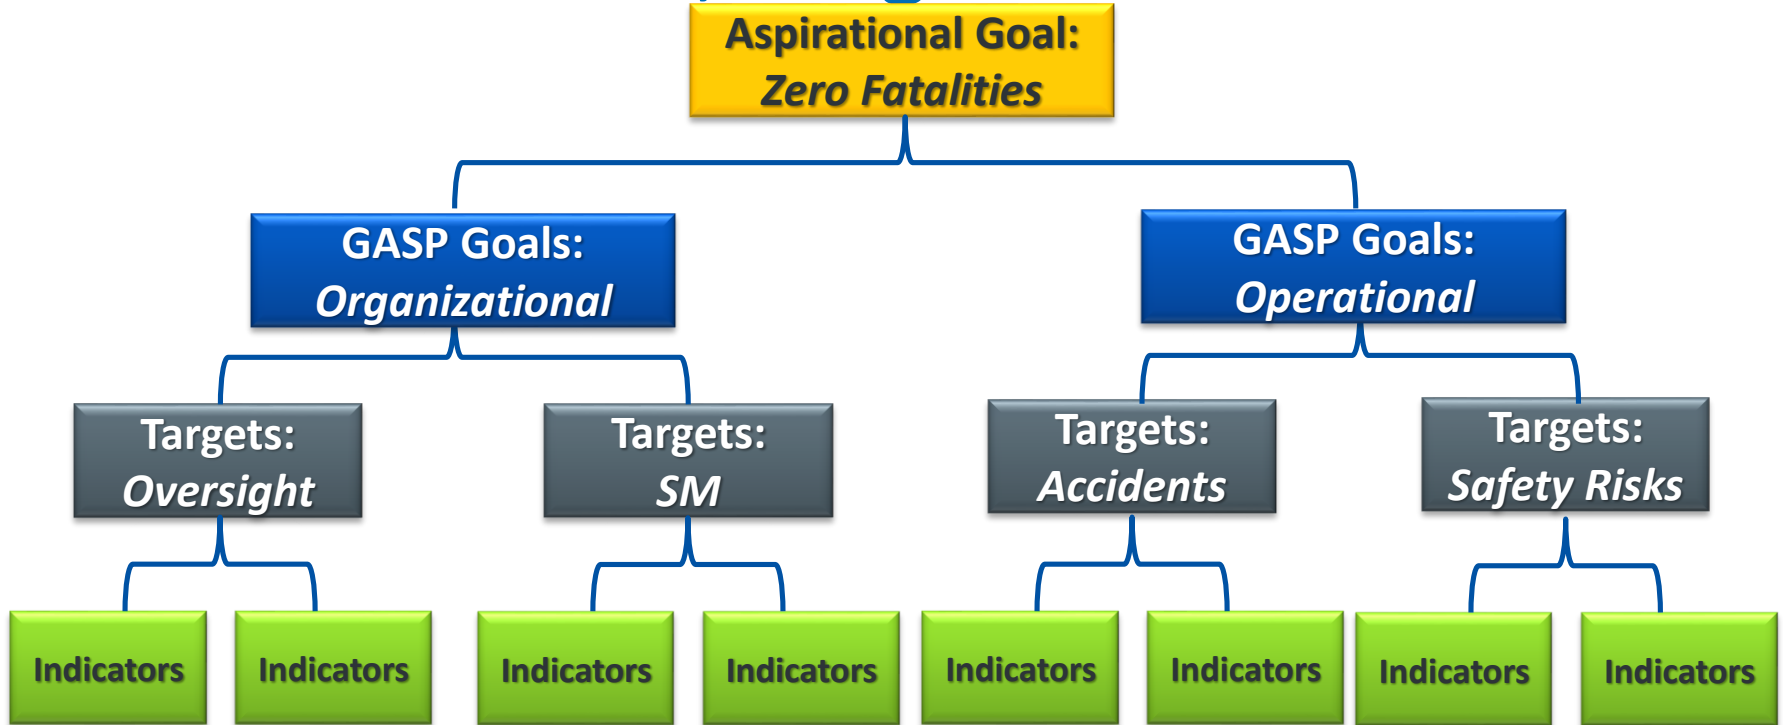 Aspirational Goal:
Zero Fatalities
GASP Goals:
Organizational
GASP Goals:
Operational
Targets:
Oversight
Targets:
SM
Targets:
Accidents
Targets:
Safety Risks
Indicators
Indicators
Indicators
Indicators
Indicators
Indicators
Indicators
Indicators